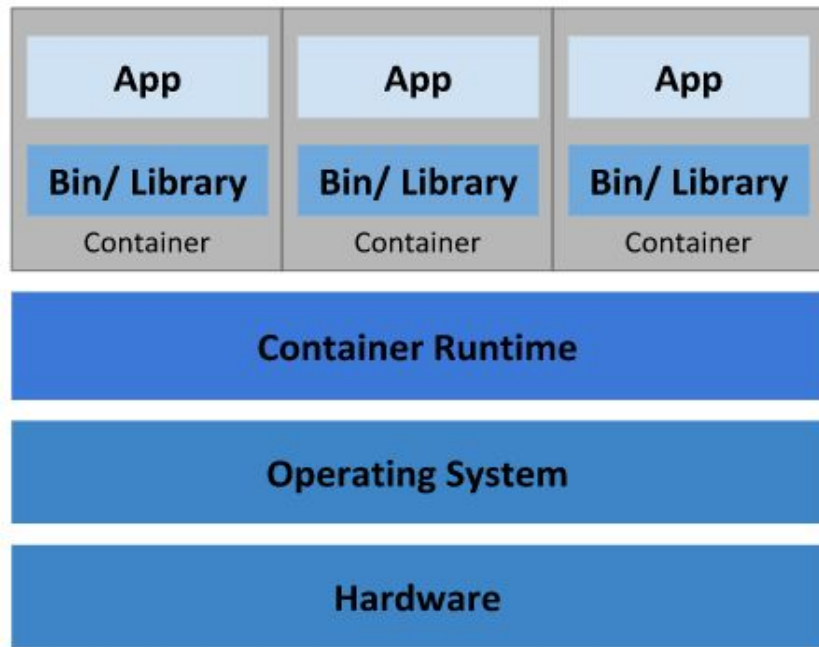 App App App
Bin/ Library Bin/ Library Bin/ Library
Container Container Container
Container Runtime
Operating System
Hardware